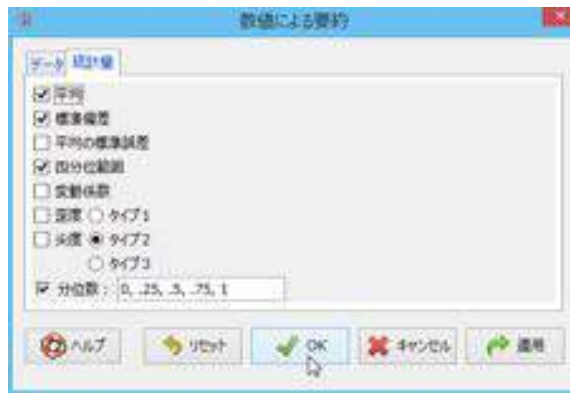 数値による要約
データ 統計量
平均
標準偏差
平均の標準誤差
四分位範囲
変動係数
歪度 タイプ1
尖度 タイプ2
タイプ3
分位数: 0, .25, .5, .75, 1
ヘルプ リセット OK キャンセル 適用